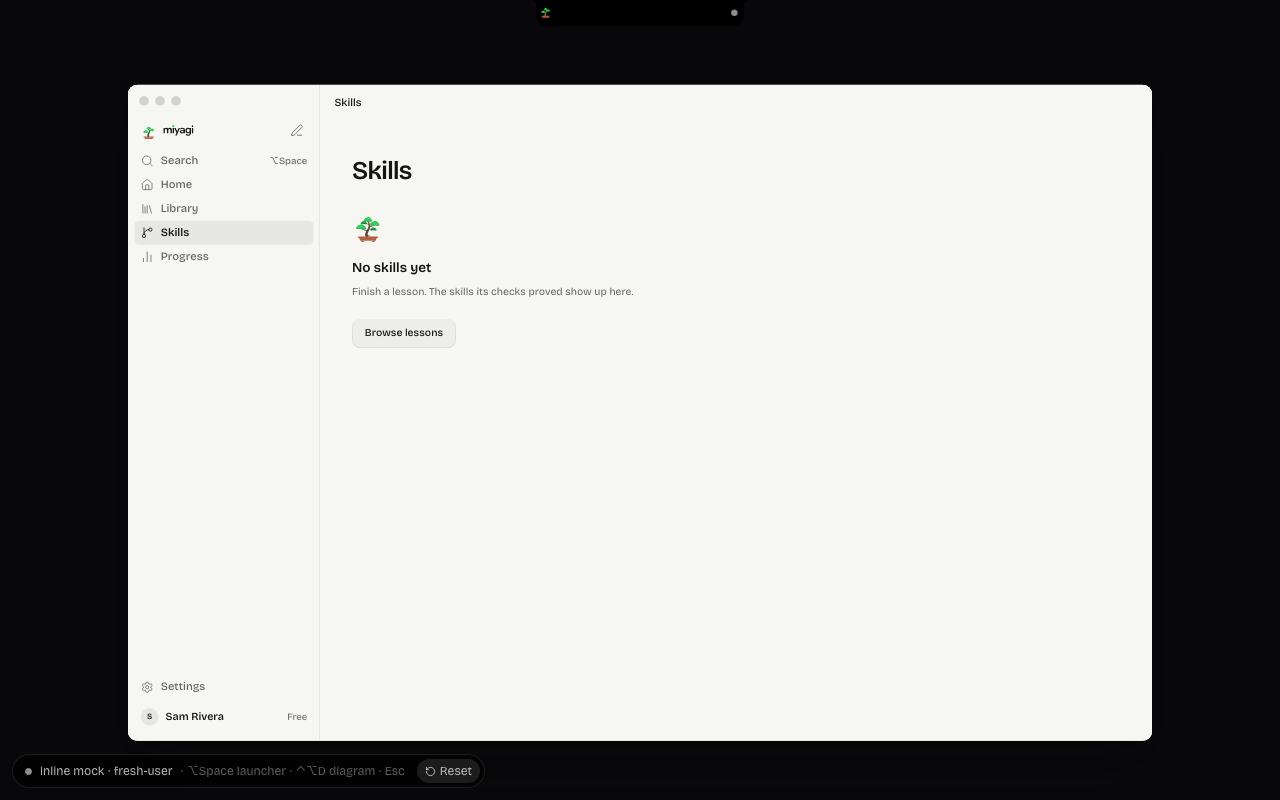 Skills
miyagi
Search ⌥Space
Home
Library
Skills
Progress
Skills
No skills yet
Finish a lesson. The skills its checks proved show up here.
Browse lessons
Settings
S Sam Rivera Free
inline mock · fresh-user · ⌥Space launcher · ^⌥D diagram · Esc Reset